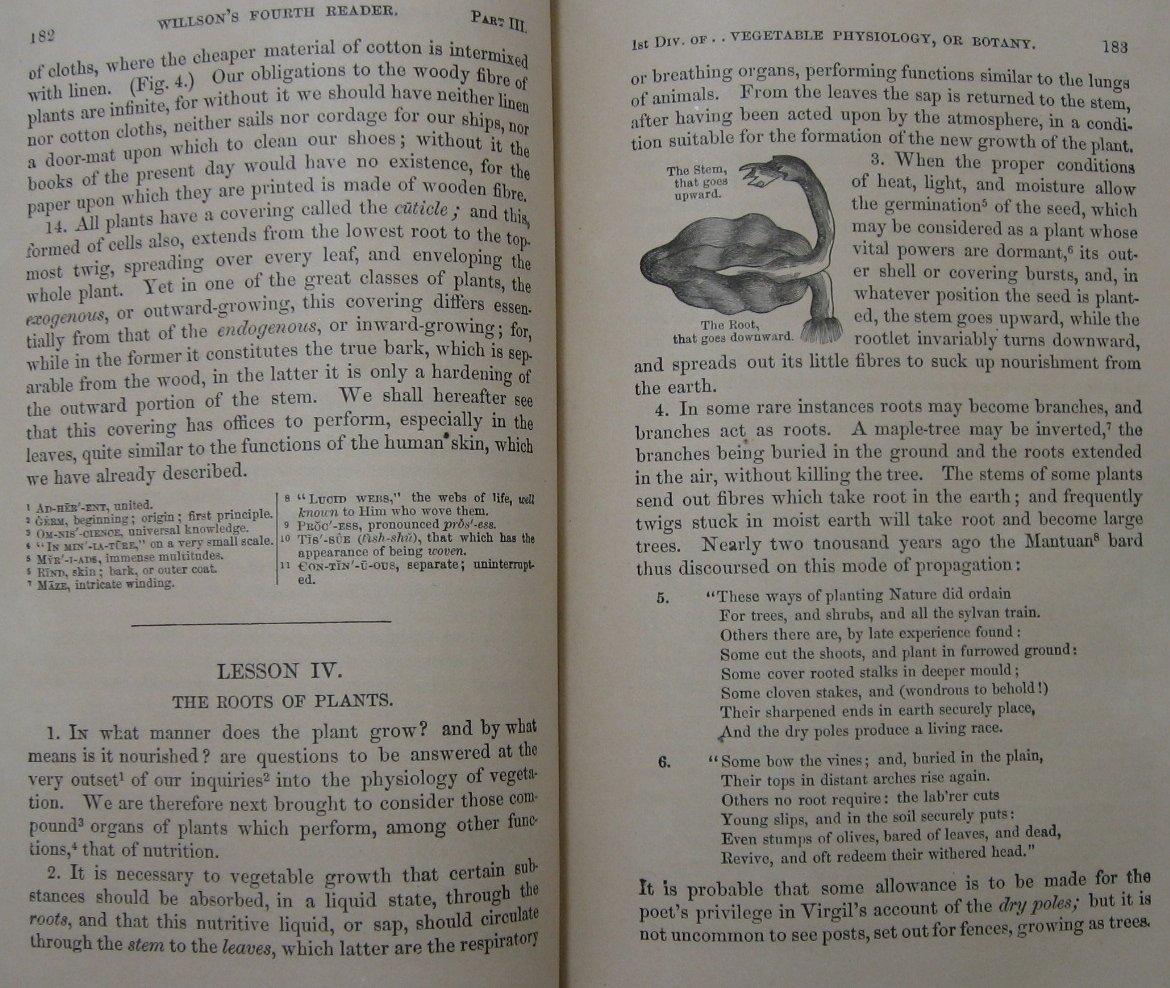 182
WILLSON'S FOURTH READER.
PART III.
of cloths, where the cheaper material of cotton is intermixed
with linen. (Fig. 4.) Our obligations to the woody fibre of
plants are infinite, for without it we should have neither linen
nor cotton cloths, neither sails nor cordage for our ships, nor
a door-mat upon which to clean our shoes; without it the
books of the present day would have no existence, for the
paper upon which they are printed is made of wooden fibre.
14. All plants have a covering called the cūticle; and this,
formed of cells also, extends from the lowest root to the top-
most twig, spreading over every leaf, and enveloping the
whole plant. Yet in one of the great classes of plants, the
exogenous, or outward-growing, this covering differs essen-
tially from that of the endogenous, or inward-growing; for,
while in the former it constitutes the true bark, which is sep-
arable from the wood, in the latter it is only a hardening of
the outward portion of the stem. We shall hereafter see
that this covering has offices to perform, especially in the
leaves, quite similar to the functions of the human skin, which
we have already described.
1 AD-HĒR'-ENT, united.
2 ĠERM, beginning; origin; first principle.
3 OM-NIS'-CIENCE, universal knowledge.
4 "IN MIN'-IA-TŪRE," on a very small scale.
5 MȲR'-I-ADS, immense multitudes.
6 RĪND, skin; bark, or outer coat.
7 MĀZE, intricate winding.
8 "LUCID WEBS," the webs of life, well
known to Him who wove them.
9 PRŎC'-ESS, pronounced prŏs'-ess.
10 TĬS'-SŪE (tish-shū), that which has the
appearance of being woven.
11 CON-TĬN'-Ū-OUS, separate; uninterrupt-
ed.
LESSON IV.
THE ROOTS OF PLANTS.
1. IN what manner does the plant grow? and by what
means is it nourished? are questions to be answered at the
very outset¹ of our inquiries² into the physiology of vegeta-
tion. We are therefore next brought to consider those com-
pound³ organs of plants which perform, among other func-
tions,⁴ that of nutrition.
2. It is necessary to vegetable growth that certain sub-
stances should be absorbed, in a liquid state, through the
roots, and that this nutritive liquid, or sap, should circulate
through the stem to the leaves, which latter are the respiratory
1st DIV. OF . . VEGETABLE PHYSIOLOGY, OR BOTANY.
183
or breathing organs, performing functions similar to the lungs
of animals. From the leaves the sap is returned to the stem,
after having been acted upon by the atmosphere, in a condi-
tion suitable for the formation of the new growth of the plant.
The Stem,
that goes
upward.
The Root,
that goes downward.
3. When the proper conditions
of heat, light, and moisture allow
the germination⁵ of the seed, which
may be considered as a plant whose
vital powers are dormant,⁶ its out-
er shell or covering bursts, and, in
whatever position the seed is plant-
ed, the stem goes upward, while the
rootlet invariably turns downward,
and spreads out its little fibres to suck up nourishment from
the earth.
4. In some rare instances roots may become branches, and
branches act as roots. A maple-tree may be inverted,⁷ the
branches being buried in the ground and the roots extended
in the air, without killing the tree. The stems of some plants
send out fibres which take root in the earth; and frequently
twigs stuck in moist earth will take root and become large
trees. Nearly two tnousand years ago the Mantuan⁸ bard
thus discoursed on this mode of propagation:
5. "These ways of planting Nature did ordain
For trees, and shrubs, and all the sylvan train.
Others there are, by late experience found:
Some cut the shoots, and plant in furrowed ground:
Some cover rooted stalks in deeper mould;
Some cloven stakes, and (wondrous to behold!)
Their sharpened ends in earth securely place,
And the dry poles produce a living race.
6. "Some bow the vines; and, buried in the plain,
Their tops in distant arches rise again.
Others no root require: the lab'rer cuts
Young slips, and in the soil securely puts:
Even stumps of olives, bared of leaves, and dead,
Revive, and oft redeem their withered head."
It is probable that some allowance is to be made for the
poet's privilege in Virgil's account of the dry poles; but it is
not uncommon to see posts, set out for fences, growing as trees.